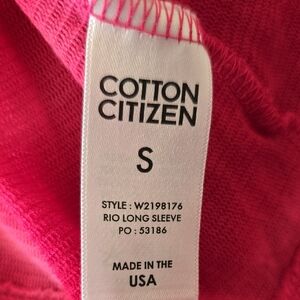 COTTON
CITIZEN
S
STYLE : W2198176
RIO LONG SLEEVE
PO : 53186
MADE IN THE
USA